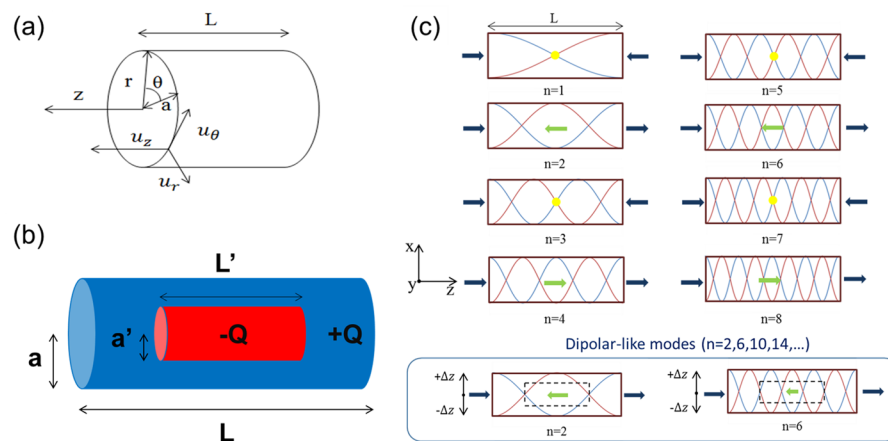 (a)
L
r
θ
a
z
u_z
u_θ
u_r
(b)
L'
a'
-Q
+Q
a
L
(c)
L
n=1
n=5
n=2
n=6
n=3
n=7
x
y
z
n=4
n=8
Dipolar-like modes (n=2,6,10,14,...)
+Δz
-Δz
n=2
+Δz
-Δz
n=6